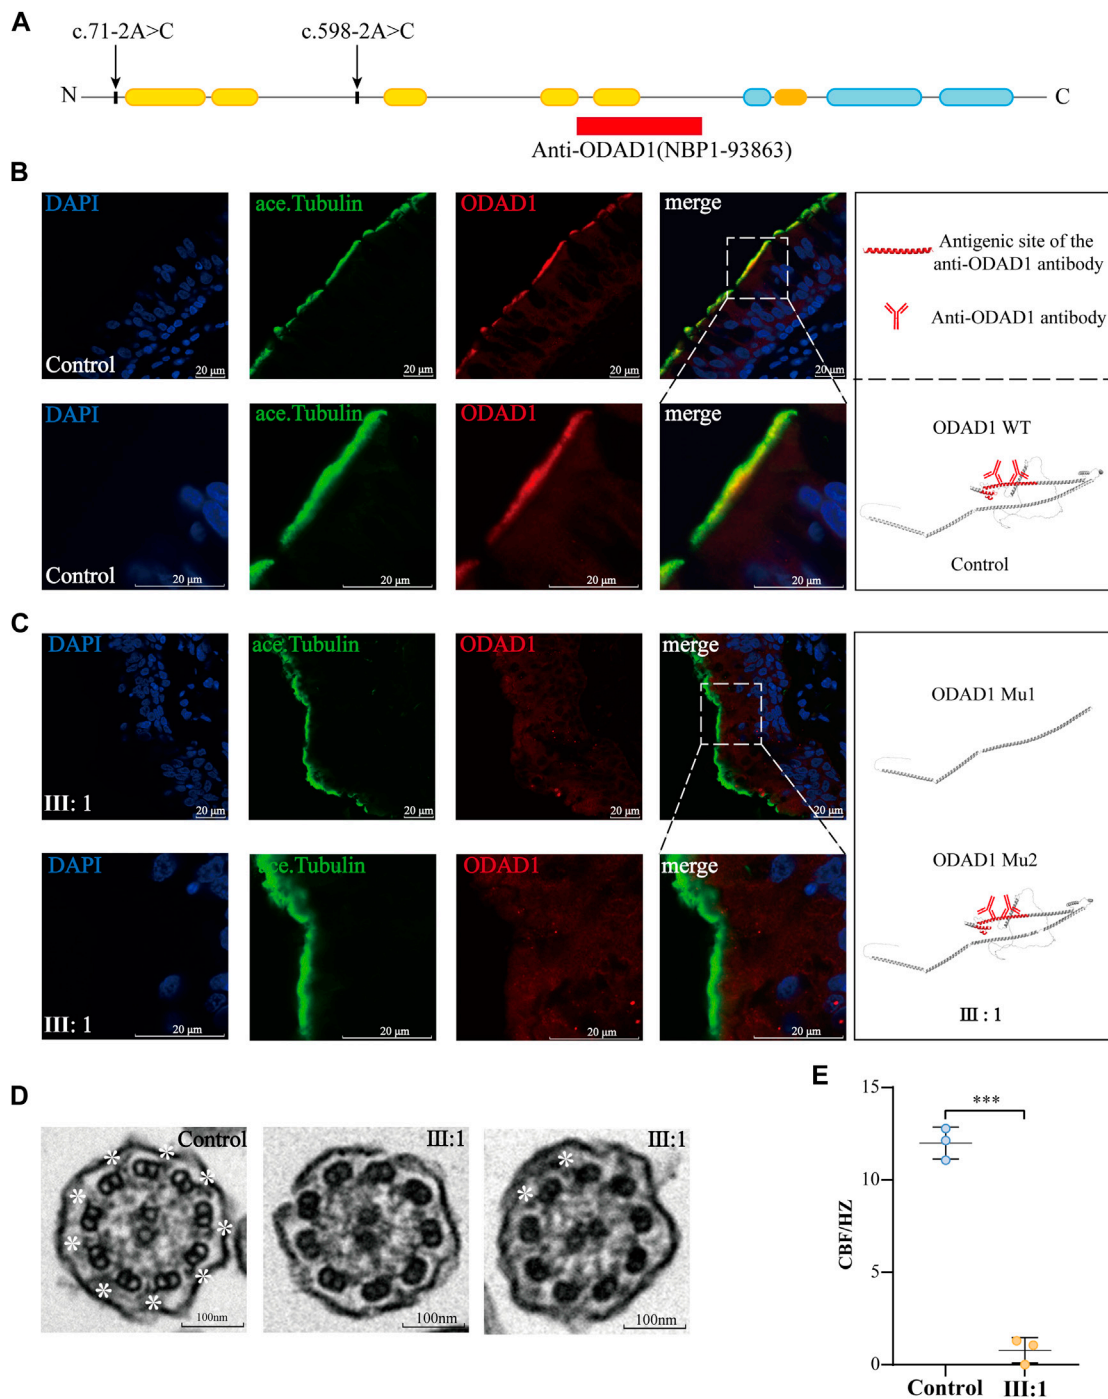 A
c.71-2A>C
c.598-2A>C
N
C
Anti-ODAD1(NBP1-93863)
B
DAPI
ace.Tubulin
ODAD1
merge
Control
20 μm
20 μm
20 μm
20 μm
Antigenic site of the
anti-ODAD1 antibody
Anti-ODAD1 antibody
DAPI
ace.Tubulin
ODAD1
merge
Control
20 μm
20 μm
20 μm
20 μm
ODAD1 WT
Control
C
DAPI
ace.Tubulin
ODAD1
merge
III: 1
20 μm
20 μm
20 μm
20 μm
ODAD1 Mu1
DAPI
ace.Tubulin
ODAD1
merge
III: 1
20 μm
20 μm
20 μm
20 μm
ODAD1 Mu2
III : 1
D
Control
100nm
III:1
100nm
III:1
100nm
E
CBF/HZ
15
10
5
0
***
Control
III:1